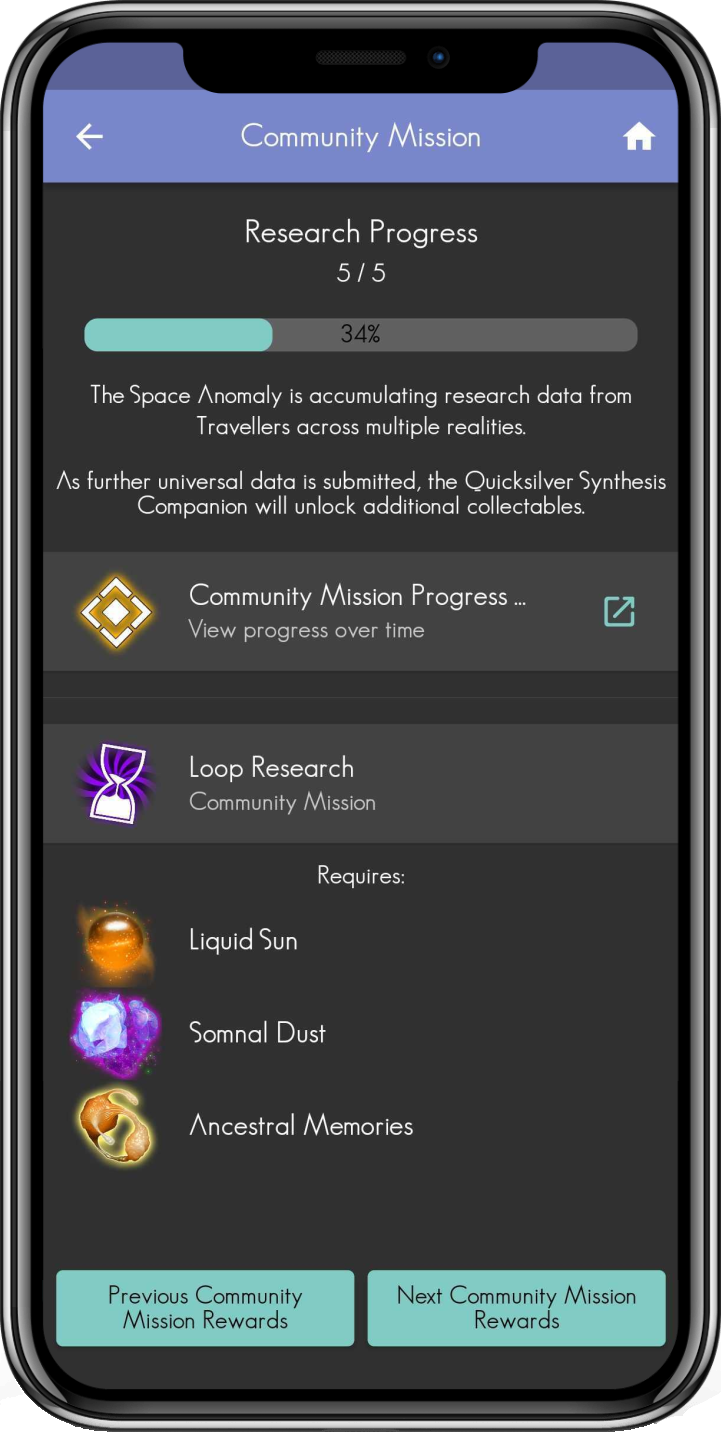 Community Mission
Research Progress
5 / 5
34%
The Space Anomaly is accumulating research data from
Travellers across multiple realities.
As further universal data is submitted, the Quicksilver Synthesis
Companion will unlock additional collectables.
Community Mission Progress ...
View progress over time
Loop Research
Community Mission
Requires:
Liquid Sun
Somnal Dust
Ancestral Memories
Previous Community
Mission Rewards
Next Community Mission
Rewards